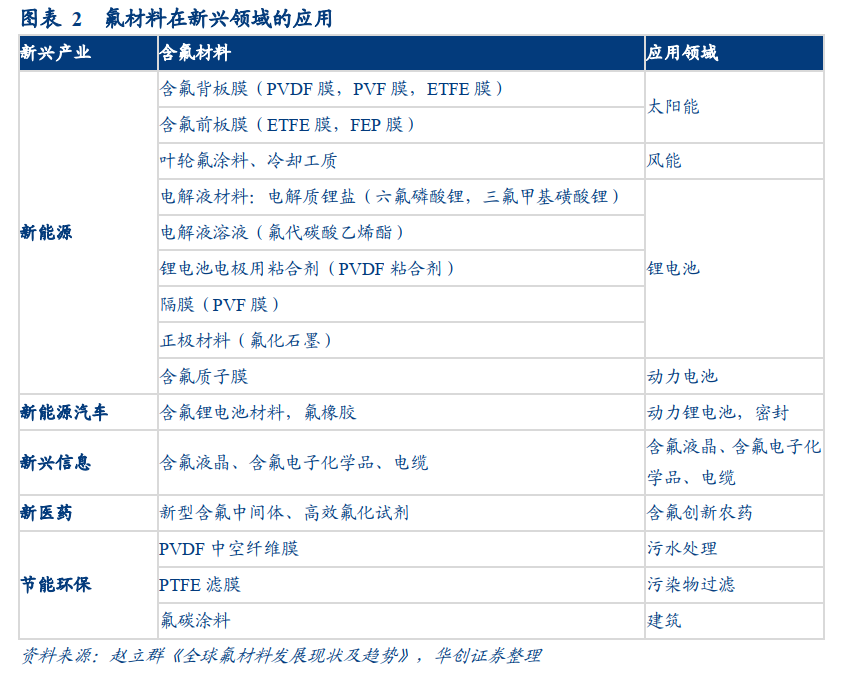 图表 2 氟材料在新兴领域的应用
新兴产业 含氟材料 应用领域
含氟背板膜（PVDF 膜，PVF 膜，ETFE 膜）
太阳能
含氟前板膜（ETFE 膜，FEP 膜）
叶轮氟涂料、冷却工质 风能
电解液材料：电解质锂盐（六氟磷酸锂，三氟甲基磺酸锂）
新能源 电解液溶液（氟代碳酸乙烯酯）
锂电池电极用粘合剂（PVDF 粘合剂） 锂电池
隔膜（PVF 膜）
正极材料（氟化石墨）
含氟质子膜 动力电池
新能源汽车 含氟锂电池材料，氟橡胶 动力锂电池，密封
新兴信息 含氟液晶、含氟电子化学品、电缆 含氟液晶、含氟电子化
学品、电缆
新医药 新型含氟中间体、高效氟化试剂 含氟创新农药
PVDF 中空纤维膜 污水处理
节能环保 PTFE 滤膜 污染物过滤
氟碳涂料 建筑
资料来源：赵立群《全球氟材料发展现状及趋势》，华创证券整理